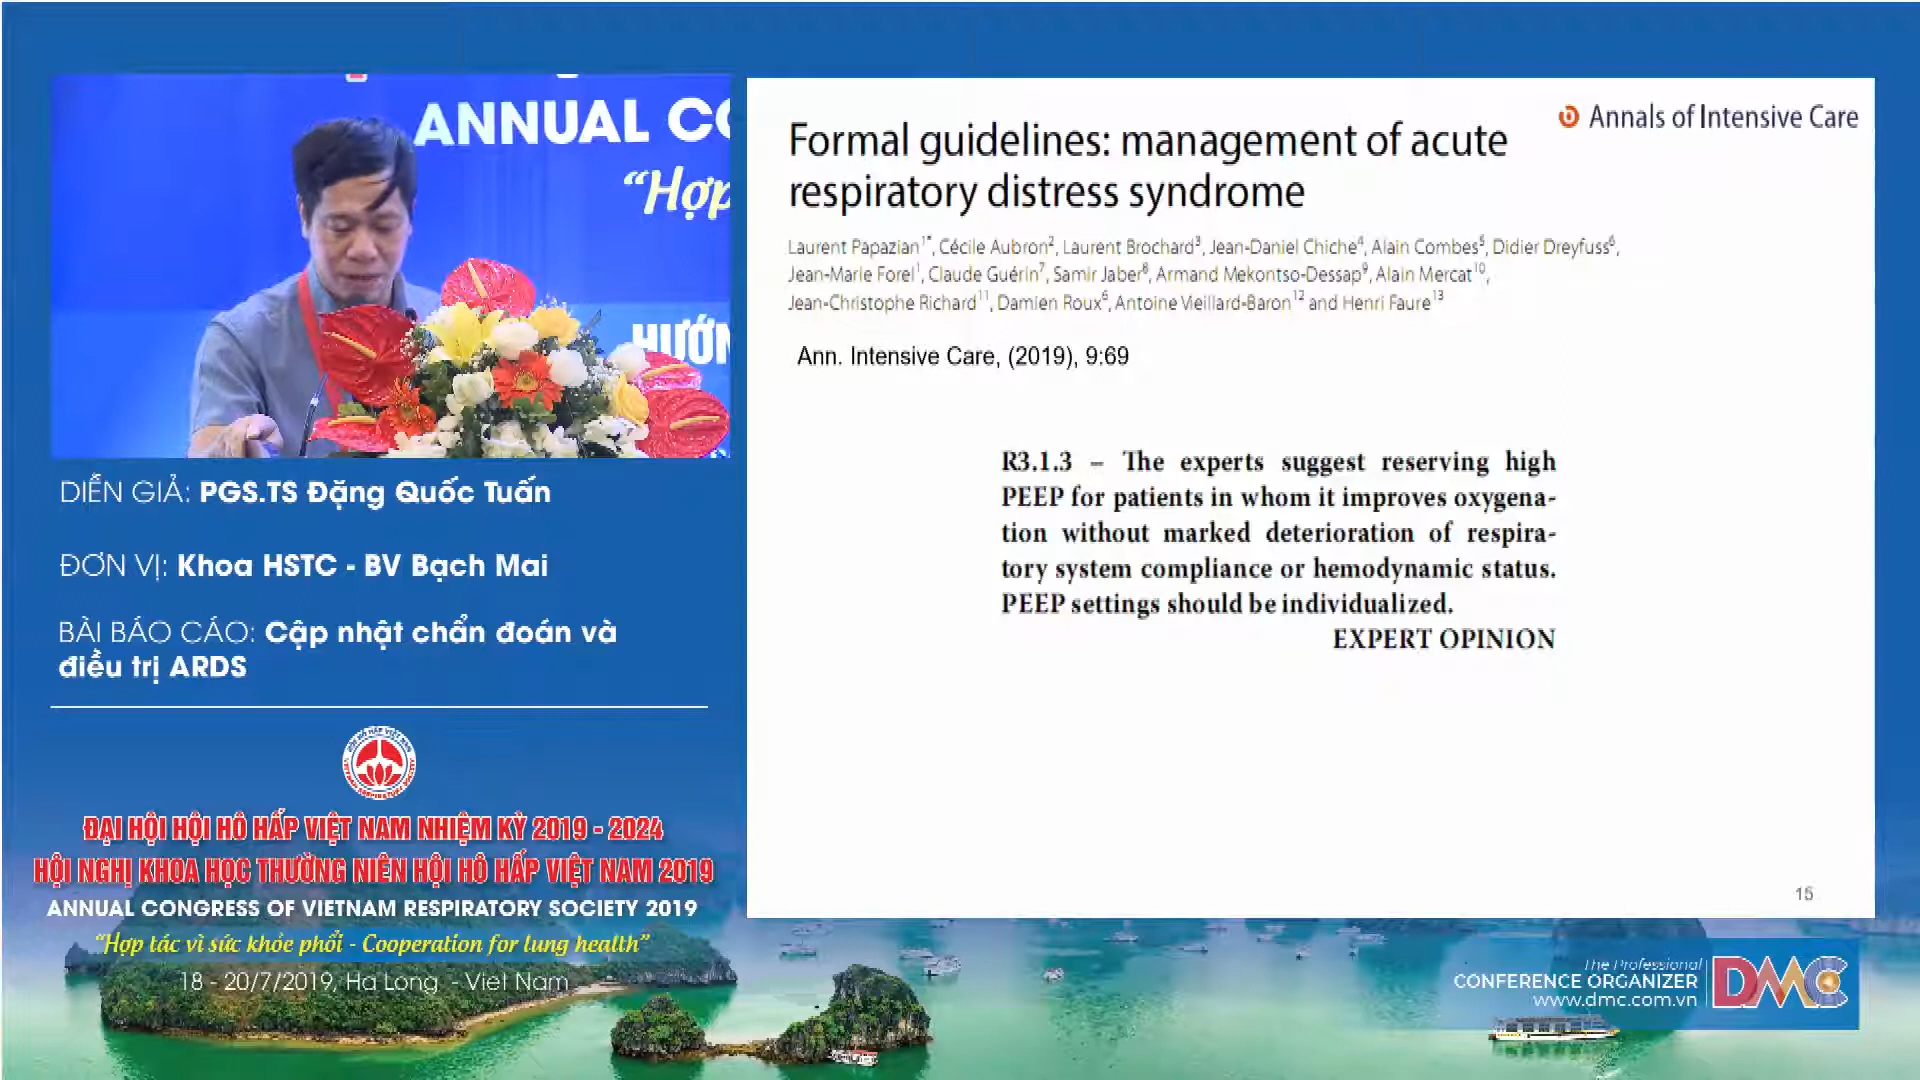 ANNUAL CO
“Hợp
HƯỚN
DIỄN GIẢ: PGS.TS Đặng Quốc Tuấn
ĐƠN VỊ: Khoa HSTC - BV Bạch Mai
BÀI BÁO CÁO: Cập nhật chẩn đoán và
điều trị ARDS
HỘI HÔ HẤP VIỆT NAM
VIETNAM RESPIRATORY SOCIETY
ĐẠI HỘI HỘI HÔ HẤP VIỆT NAM NHIỆM KỲ 2019 - 2024
HỘI NGHỊ KHOA HỌC THƯỜNG NIÊN HỘI HÔ HẤP VIỆT NAM 2019
ANNUAL CONGRESS OF VIETNAM RESPIRATORY SOCIETY 2019
“Hợp tác vì sức khỏe phổi - Cooperation for lung health”
18 - 20/7/2019, Ha Long - Viet Nam
Annals of Intensive Care
Formal guidelines: management of acute
respiratory distress syndrome
Laurent Papazian1*, Cécile Aubron2, Laurent Brochard3, Jean-Daniel Chiche4, Alain Combes5, Didier Dreyfuss6,
Jean-Marie Forel1, Claude Guérin7, Samir Jaber8, Armand Mekontso-Dessap9, Alain Mercat10,
Jean-Christophe Richard11, Damien Roux6, Antoine Vieillard-Baron12 and Henri Faure13
Ann. Intensive Care, (2019), 9:69
R3.1.3 – The experts suggest reserving high
PEEP for patients in whom it improves oxygena-
tion without marked deterioration of respira-
tory system compliance or hemodynamic status.
PEEP settings should be individualized.
EXPERT OPINION
15
The Professional
CONFERENCE ORGANIZER
www.dmc.com.vn
DMC